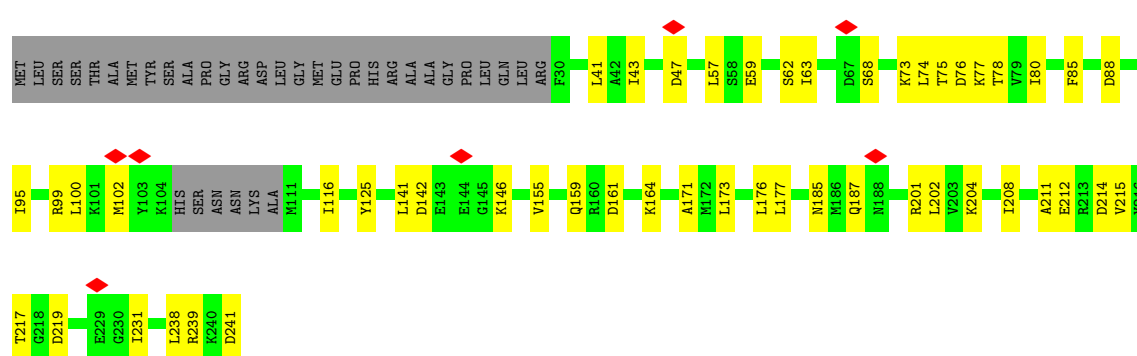 MET LEU SER SER THR ALA MET TYR SER ALA PRO GLY ARG ASP LEU GLY MET GLU PRO HIS ARG ALA ALA GLY PRO LEU GLN LEU ARG F30 L41 A42 I43 D47 L57 S58 E59 S62 I63 D67 S68 K73 L74 T75 D76 K77 T78 V79 I80 F85 D88
I95 R99 L100 K101 M102 Y103 K104 HIS SER ASN ASN LYS ALA M111 I116 Y125 L141 D142 E143 E144 G145 K146 V155 Q159 R160 D161 K164 A171 M172 L173 L176 L177 N185 M186 Q187 N188 R201 L202 V203 K204 I208 A211 E212 R213 D214 V215
T217 G218 D219 E229 G230 I231 L238 R239 K240 D241